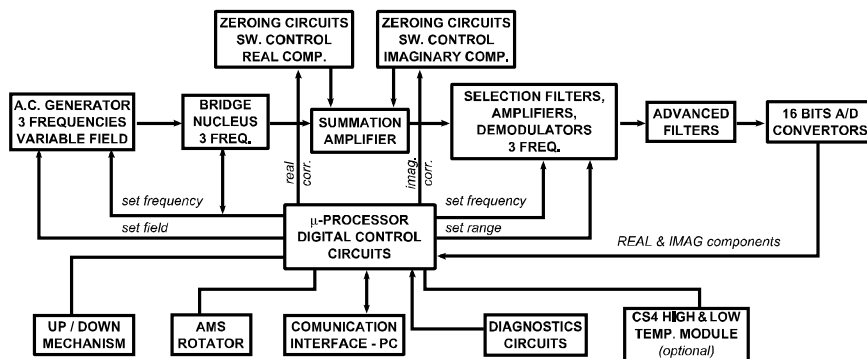 ZEROING CIRCUITS
SW. CONTROL
REAL COMP.
ZEROING CIRCUITS
SW. CONTROL
IMAGINARY COMP.
A.C. GENERATOR
3 FREQUENCIES
VARIABLE FIELD
BRIDGE
NUCLEUS
3 FREQ.
SUMMATION
AMPLIFIER
SELECTION FILTERS,
AMPLIFIERS,
DEMODULATORS
3 FREQ.
ADVANCED
FILTERS
16 BITS A/D
CONVERTORS
real
corr.
imag.
corr.
set frequency
set field
μ-PROCESSOR
DIGITAL CONTROL
CIRCUITS
set frequency
set range
REAL & IMAG components
UP / DOWN
MECHANISM
AMS
ROTATOR
COMUNICATION
INTERFACE - PC
DIAGNOSTICS
CIRCUITS
CS4 HIGH & LOW
TEMP. MODULE
(optional)